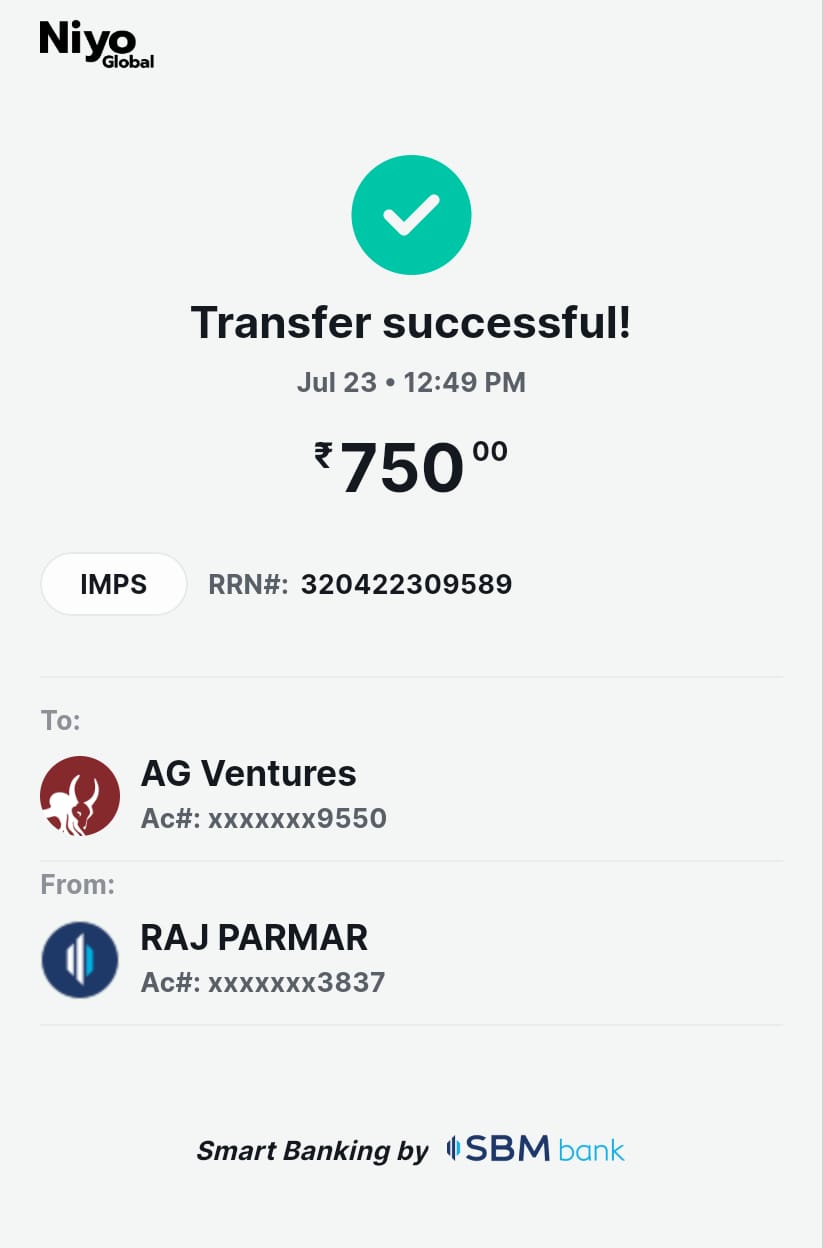 Niyo
Global
Transfer successful!
Jul 23 • 12:49 PM
₹750 00
IMPS RRN#: 320422309589
To:
AG Ventures
Ac#: xxxxxxx9550
From:
RAJ PARMAR
Ac#: xxxxxxx3837
Smart Banking by SBM bank